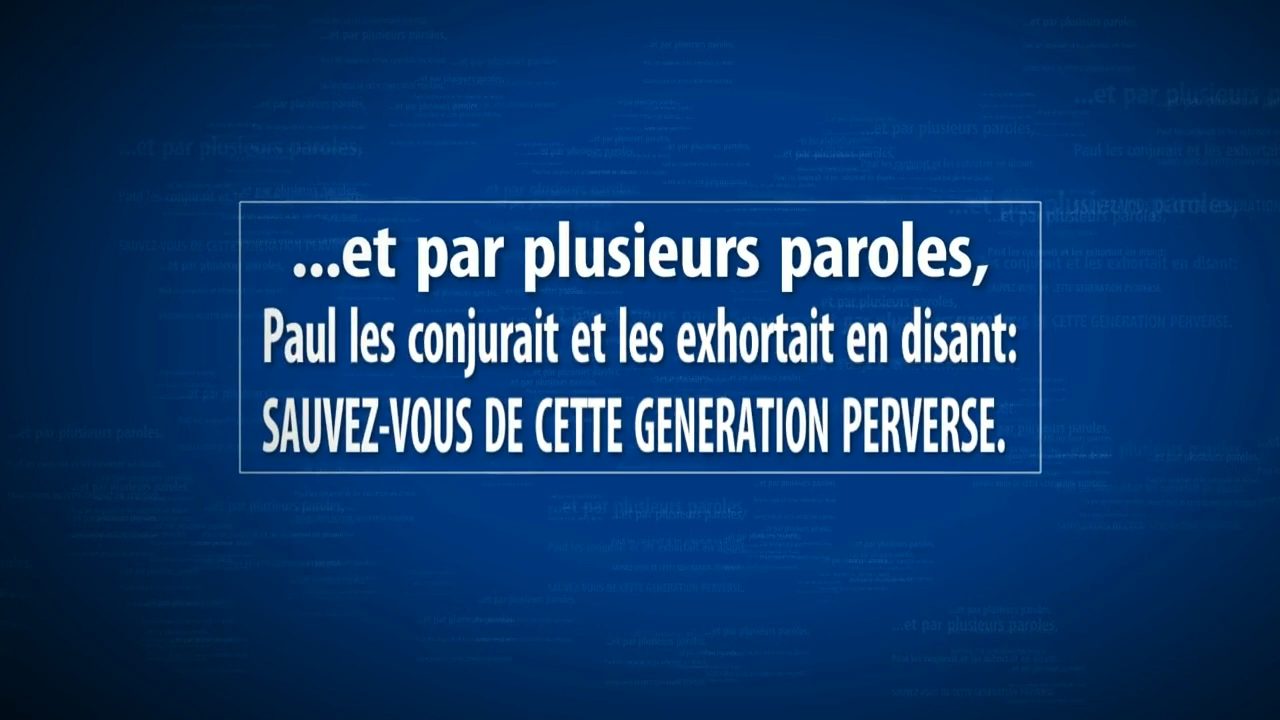 ...et par plusieurs paroles,
Paul les conjurait et les exhortait en disant:
SAUVEZ-VOUS DE CETTE GENERATION PERVERSE.